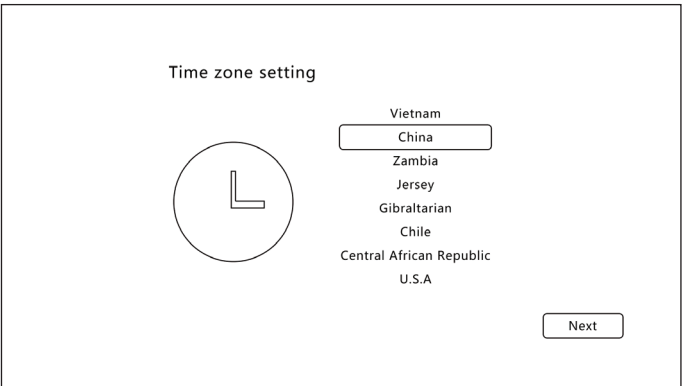 Time zone setting
Vietnam
China
Zambia
Jersey
Gibraltarian
Chile
Central African Republic
U.S.A
Next